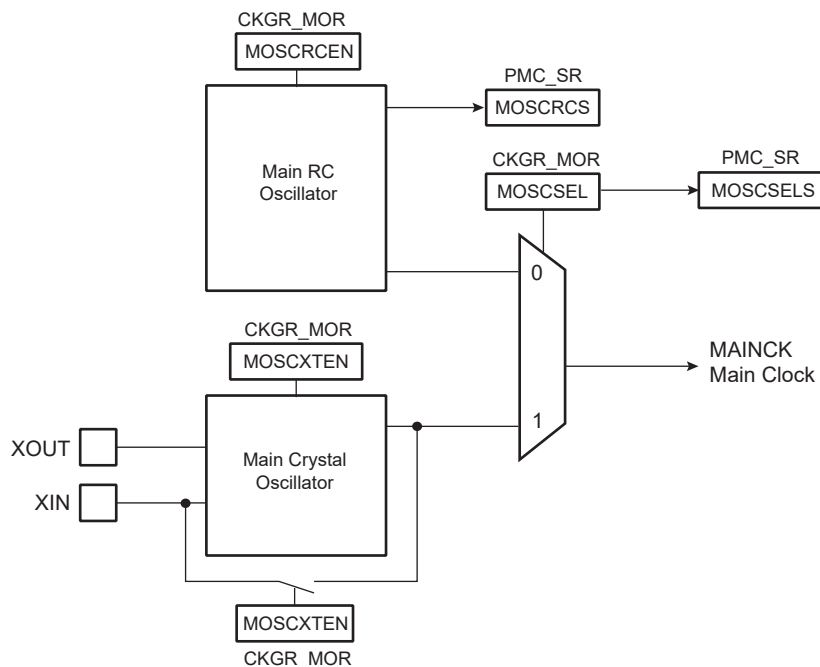 CKGR_MOR
MOSCRCEN
Main RC
Oscillator
PMC_SR
MOSCRCS
CKGR_MOR
MOSCSEL
PMC_SR
MOSCSELS
0
CKGR_MOR
MOSCXTEN
MAINCK
Main Clock
1
XOUT
Main Crystal
Oscillator
XIN
MOSCXTEN
CKGR_MOR